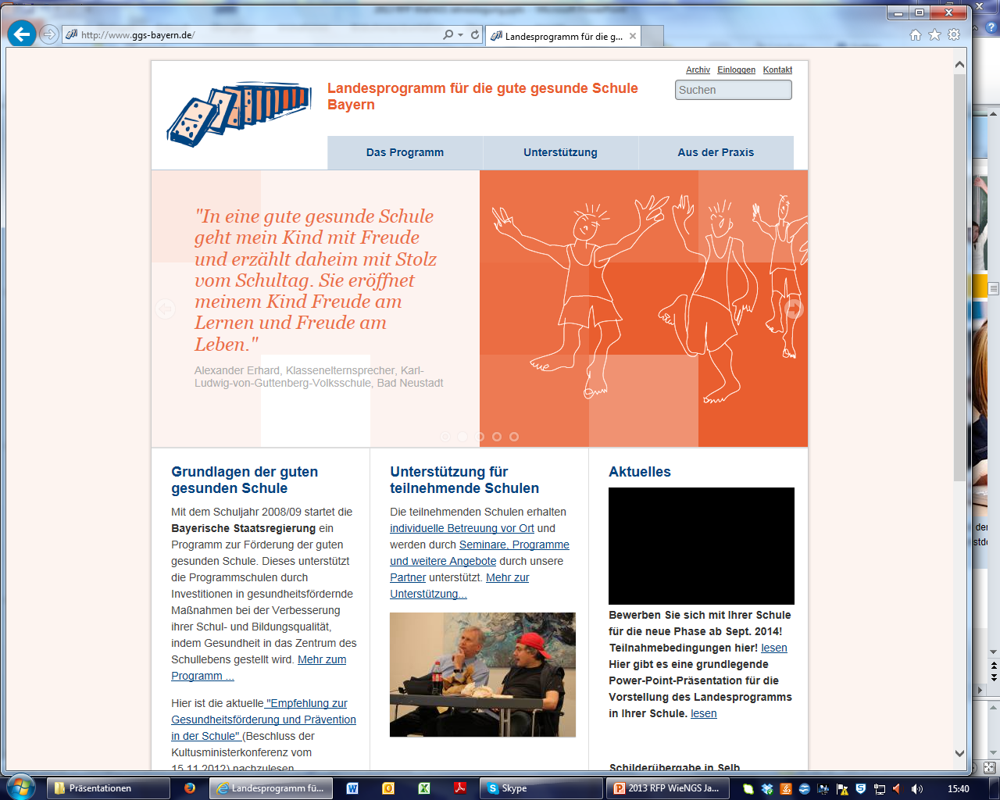 http://www.ggs-bayern.de/
Landesprogramm für die g...
Archiv Einloggen Kontakt
Suchen
Landesprogramm für die gute gesunde Schule
Bayern
Das Programm
Unterstützung
Aus der Praxis
"In eine gute gesunde Schule
geht mein Kind mit Freude
und erzählt daheim mit Stolz
vom Schultag. Sie eröffnet
meinem Kind Freude am
Lernen und Freude am
Leben."
Alexander Erhard, Klassenelternsprecher, Karl-
Ludwig-von-Guttenberg-Volksschule, Bad Neustadt
Grundlagen der guten
gesunden Schule
Mit dem Schuljahr 2008/09 startet die
Bayerische Staatsregierung ein
Programm zur Förderung der guten
gesunden Schule. Dieses unterstützt
die Programmschulen durch
Investitionen in gesundheitsfördernde
Maßnahmen bei der Verbesserung
ihrer Schul- und Bildungsqualität,
indem Gesundheit in das Zentrum des
Schullebens gestellt wird. Mehr zum
Programm ...
Hier ist die aktuelle "Empfehlung zur
Gesundheitsförderung und Prävention
in der Schule" (Beschluss der
Kultusministerkonferenz vom
15.11.2012) nachzulesen
Unterstützung für
teilnehmende Schulen
Die teilnehmenden Schulen erhalten
individuelle Betreuung vor Ort und
werden durch Seminare, Programme
und weitere Angebote durch unsere
Partner unterstützt. Mehr zur
Unterstützung...
Aktuelles
Bewerben Sie sich mit Ihrer Schule
für die neue Phase ab Sept. 2014!
Teilnahmebedingungen hier! lesen
Hier gibt es eine grundlegende
Power-Point-Präsentation für die
Vorstellung des Landesprogramms
in Ihrer Schule. lesen
Schilderübergabe in Selb
der
Präsentationen
Landesprogramm fü...
Skype
2013 RFP WieNGS Ja...
15:40